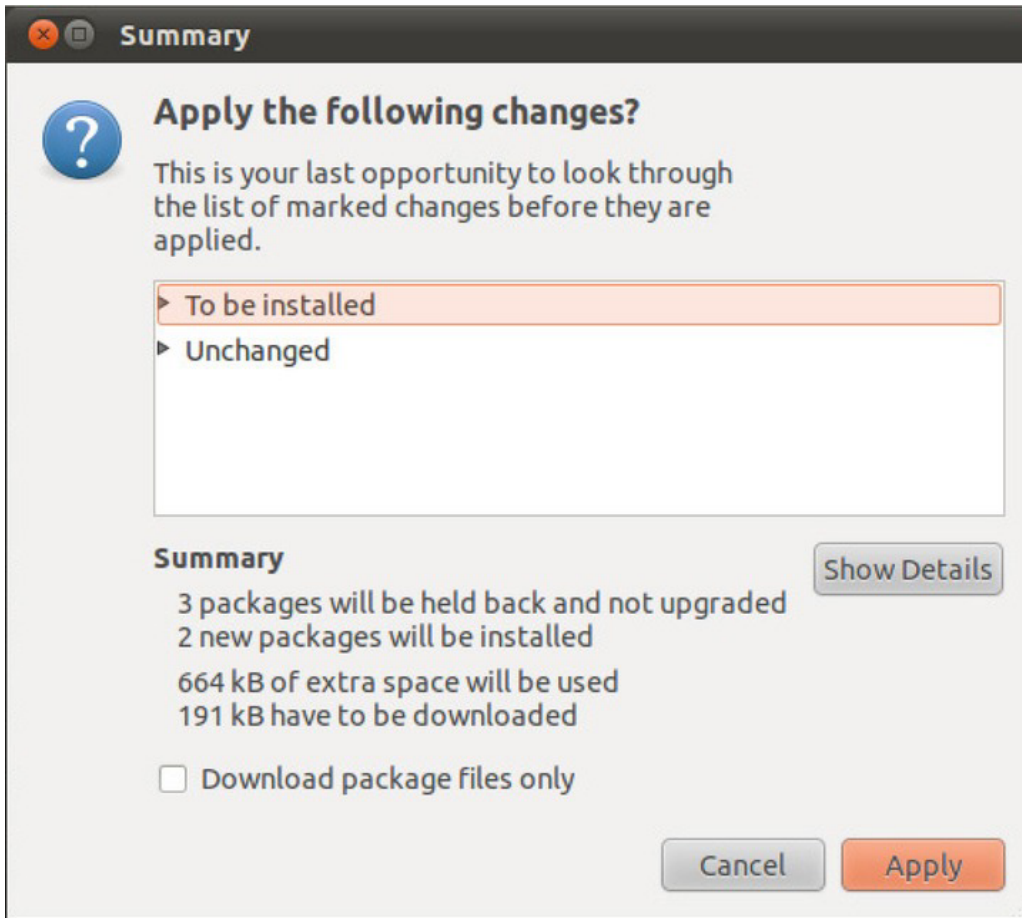 Summary
Apply the following changes?
This is your last opportunity to look through
the list of marked changes before they are
applied.
To be installed
Unchanged
Summary
Show Details
3 packages will be held back and not upgraded
2 new packages will be installed
664 kB of extra space will be used
191 kB have to be downloaded
Download package files only
Cancel
Apply